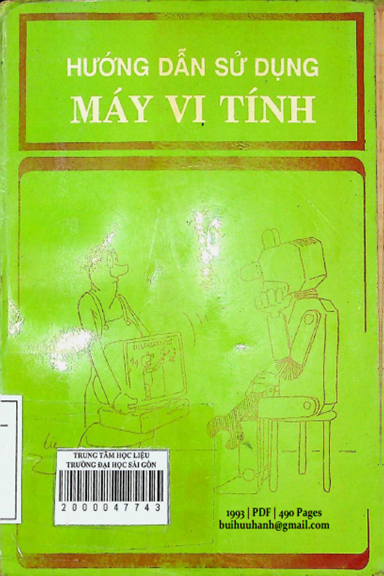 HƯỚNG DẪN SỬ DỤNG
MÁY VI TÍNH
TRUNG TÂM HỌC LIỆU
TRƯỜNG ĐẠI HỌC SÀI GÒN
2000047743
1993 | PDF | 490 Pages
buihuuhanh@gmail.com